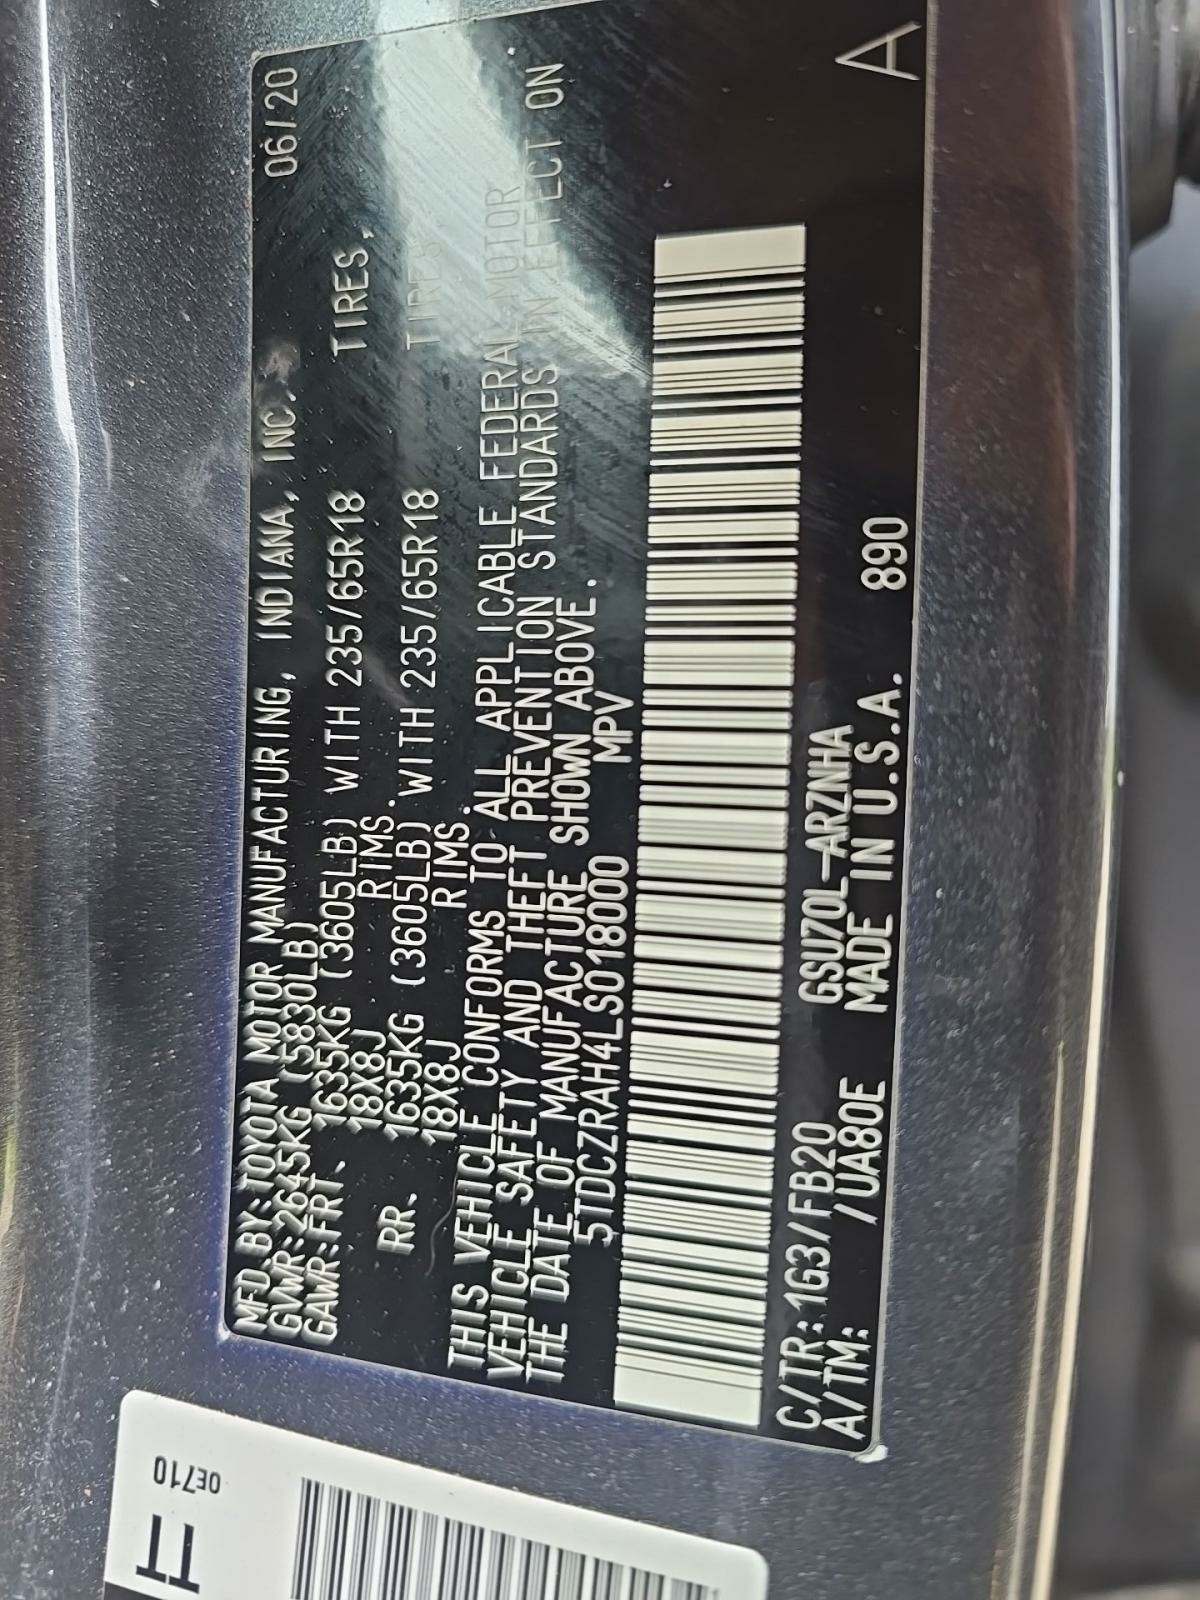 MFD. BY: TOYOTA MOTOR MANUFACTURING, INDIANA, INC. 06/20
GVWR: 2645KG (5830LB)
GAWR: FRT. 1635KG (3605LB) WITH 235/65R18 TIRES,
18X8J RIMS.
RR. 1635KG (3605LB) WITH 235/65R18 TIRES
18X8J RIMS.
THIS VEHICLE CONFORMS TO ALL APPLICABLE FEDERAL MOTOR
VEHICLE SAFETY AND THEFT PREVENTION STANDARDS IN EFFECT ON
THE DATE OF MANUFACTURE SHOWN ABOVE.
5TDCZRAH4LS018000 MPV
C/TR: 1G3/FB20 GSU70L-ARZNHA
A/TM: /UA80E MADE IN U.S.A. 890 A
0E710